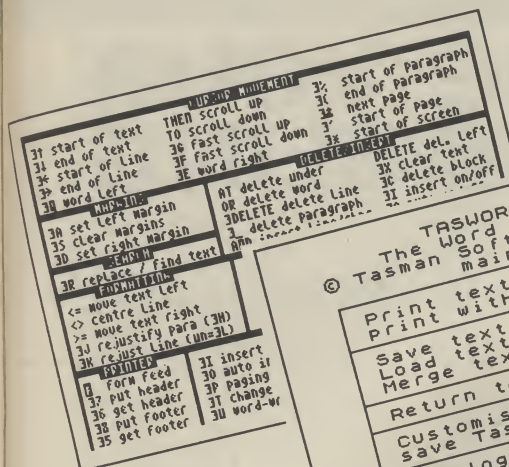 CURSOR MOVEMENT
3↑ start of text
3↓ end of text
3← start of line
3→ end of line
3Q word left
THEN scroll up
TO scroll down
3G fast scroll up
3F fast scroll down
3E word right
3% start of paragraph
3( end of paragraph
next page
3' start of page
3* start of screen
MARGINS
3A set left margin
3S clear margins
3D set right margin
SEARCH
3R replace / find text
FORMATTING
<= move text left
<> centre line
>= move text right
3J rejustify para (3H)
3K rejust line (un=3L)
PRINTER
form feed
37 put header
36 get header
38 put footer
35 get footer
DELETE/INSERT
AT delete under
OR delete word
3DELETE delete line
delete paragraph
insert
DELETE del. left
3X clear text
3C delete block
3I insert on/off
3I insert
3O auto in
3P paging
3T change
3U word-wr
TASWOR
The Word
© Tasman Soft
mai
Print text
print with
Save text
Load text
Merge text
Return t
Customis
save Tas